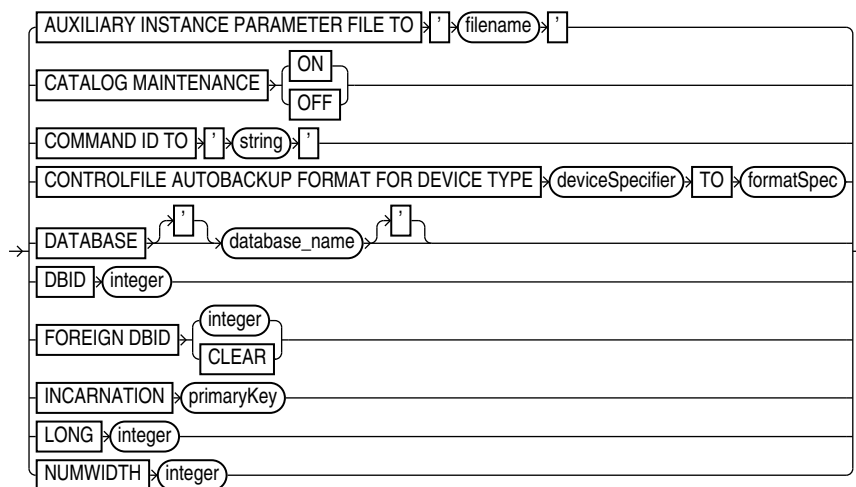 AUXILIARY INSTANCE PARAMETER FILE TO ’ filename ’
CATALOG MAINTENANCE ON
OFF
COMMAND ID TO ’ string ’
CONTROLFILE AUTOBACKUP FORMAT FOR DEVICE TYPE deviceSpecifier TO formatSpec
DATABASE ’ database_name ’
DBID integer
FOREIGN DBID integer
CLEAR
INCARNATION primaryKey
LONG integer
NUMWIDTH integer